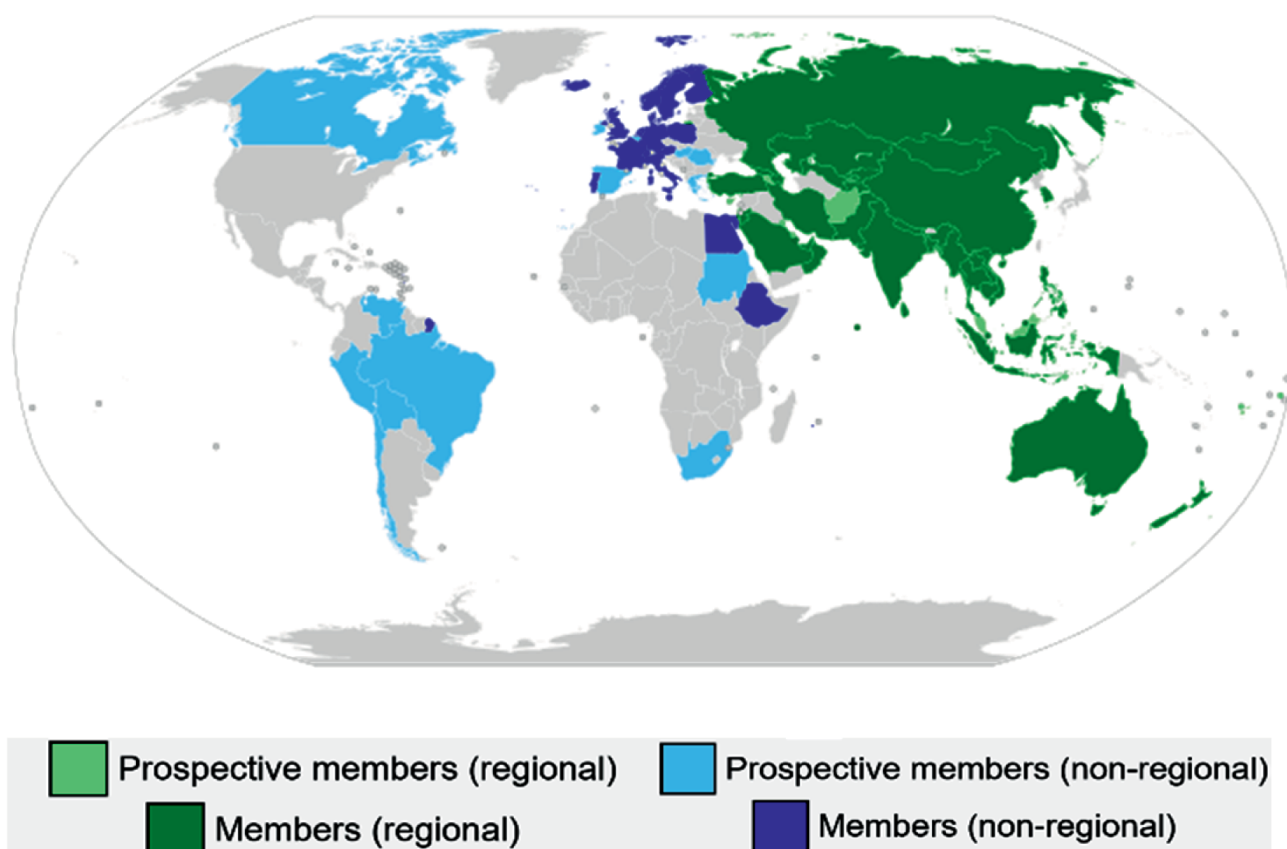 Prospective members (regional)
Prospective members (non-regional)
Members (regional)
Members (non-regional)